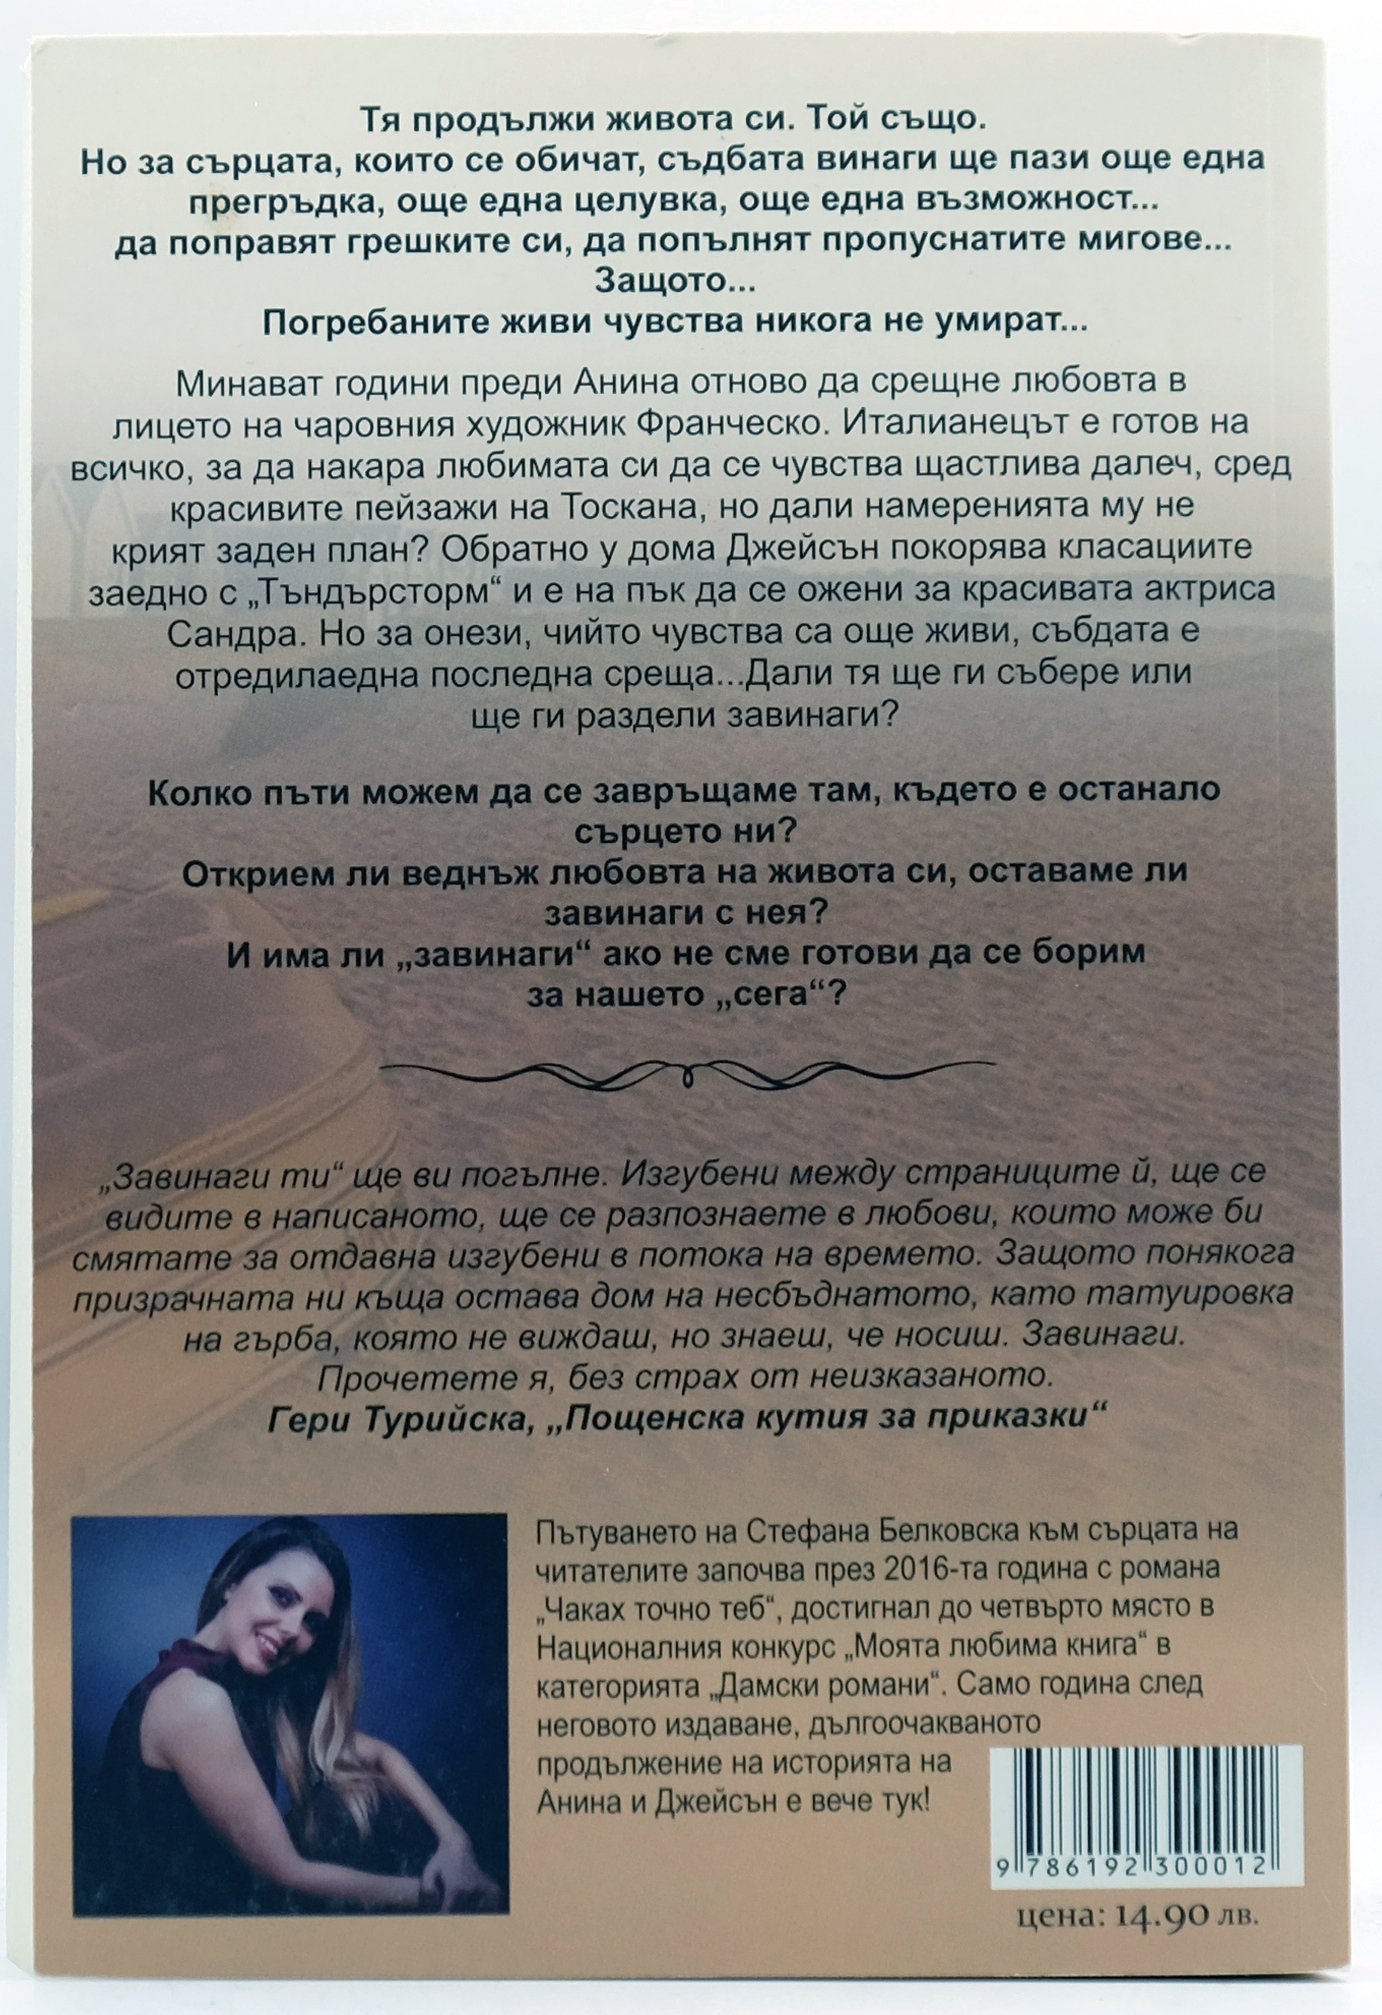 Тя продължи живота си. Той също.
Но за сърцата, които се обичат, съдбата винаги ще пази още една
прегръдка, още една целувка, още една възможност...
да поправят грешките си, да попълнят пропуснатите мигове...
Защото...
Погребаните живи чувства никога не умират...
Минават години преди Анина отново да срещне любовта в
лицето на чаровния художник Франческо. Италианецът е готов на
всичко, за да накара любимата си да се чувства щастлива далеч, сред
красивите пейзажи на Тоскана, но дали намеренията му не
крият заден план? Обратно у дома Джейсън покорява класациите
заедно с „Тъндърсторм“ и е на път да се ожени за красивата актриса
Сандра. Но за онези, чийто чувства са още живи, събдата е
отредилаедна последна среща...Дали тя ще ги събере или
ще ги раздели завинаги?
Колко пъти можем да се завръщаме там, където е останало
сърцето ни?
Открием ли веднъж любовта на живота си, оставаме ли
завинаги с нея?
И има ли „завинаги“ ако не сме готови да се борим
за нашето „сега“?
„Завинаги ти“ ще ви погълне. Изгубени между страниците й, ще се
видите в написаното, ще се разпознаете в любови, които може би
смятате за отдавна изгубени в потока на времето. Защото понякога
призрачната ни къща остава дом на несбъднатото, като татуировка
на гърба, която не виждаш, но знаеш, че носиш. Завинаги.
Прочетете я, без страх от неизказаното.
Гери Турийска, „Пощенска кутия за приказки“
Пътуването на Стефана Белковска към сърцата на
читателите започва през 2016-та година с романа
„Чаках точно теб“, достигнал до четвърто място в
Националния конкурс „Моята любима книга“ в
категорията „Дамски романи“. Само година след
неговото издаване, дългоочакваното
продължение на историята на
Анина и Джейсън е вече тук!
9 786192 300012
цена: 14.90 лв.